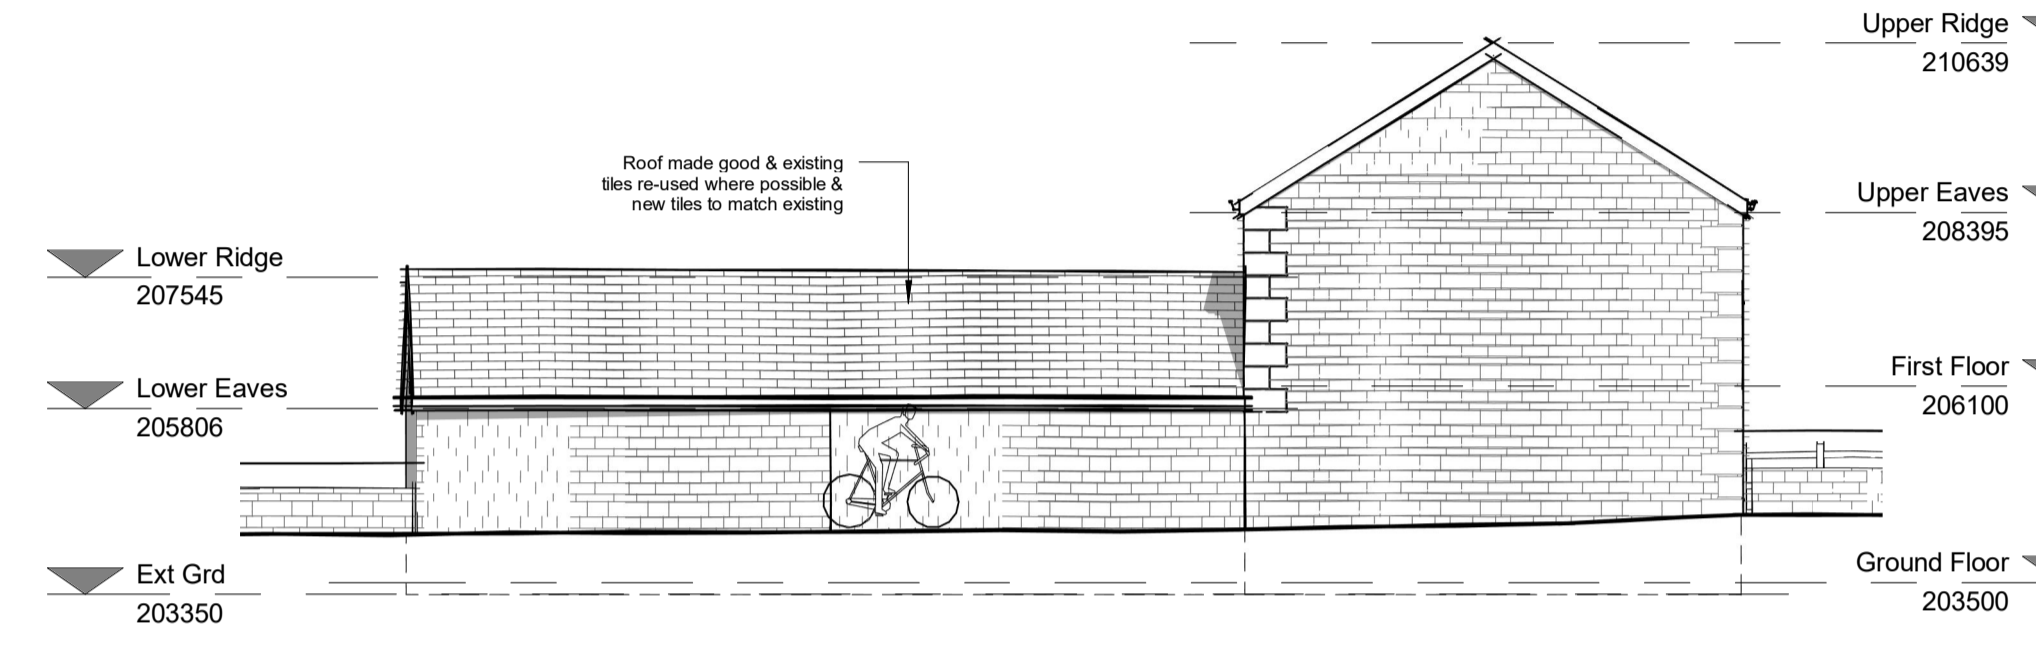 Upper Ridge
210639
Roof made good & existing
tiles re-used where possible &
new tiles to match existing
Upper Eaves
208395
Lower Ridge
207545
First Floor
206100
Lower Eaves
205806
Ground Floor
203500
Ext Grd
203350